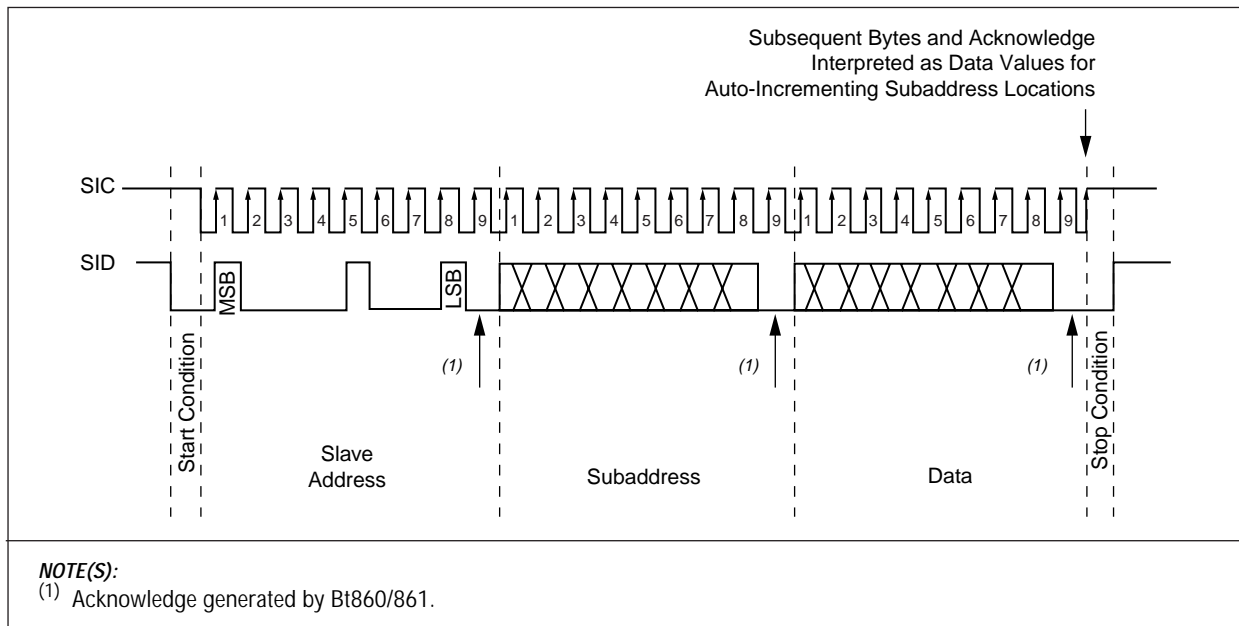 Subsequent Bytes and Acknowledge
Interpreted as Data Values for
Auto-Incrementing Subaddress Locations
SIC
1 2 3 4 5 6 7 8 9 1 2 3 4 5 6 7 8 9 1 2 3 4 5 6 7 8 9
SID
MSB
LSB
(1) (1) (1)
Start Condition
Slave
Address
Subaddress
Data
Stop Condition
NOTE(S):
(1) Acknowledge generated by Bt860/861.